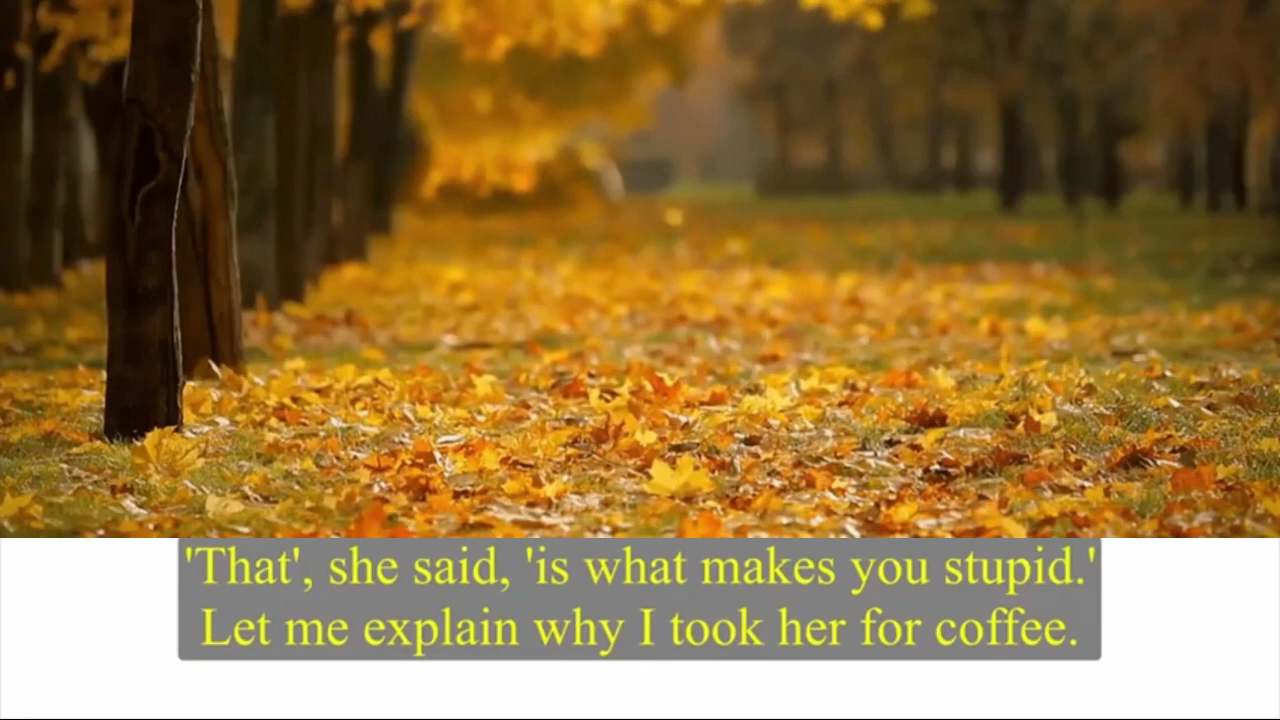 'That', she said, 'is what makes you stupid.'
Let me explain why I took her for coffee.